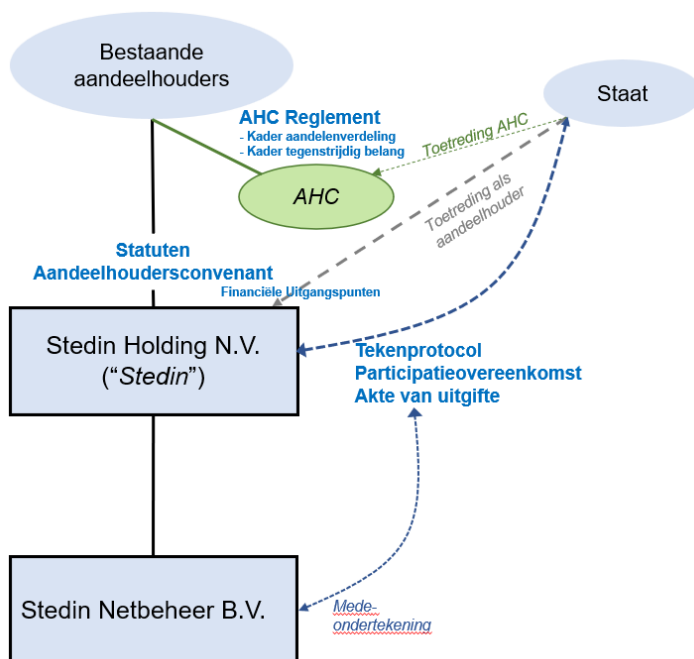 Bestaande
aandeelhouders
Staat
AHC Reglement
- Kader aandelenverdeling
- Kader tegenstrijdig belang
Toetreding AHC
AHC
Toetreding als
aandeelhouder
Statuten
Aandeelhoudersconvenant
Financiële Uitgangspunten
Stedin Holding N.V.
(“Stedin”)
Tekenprotocol
Participatieovereenkomst
Akte van uitgifte
Stedin Netbeheer B.V.
Mede-
ondertekening